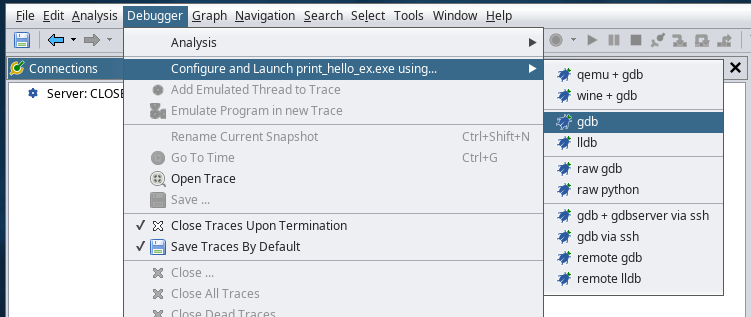 File Edit Analysis Debugger Graph Navigation Search Select Tools Window Help
Analysis
Connections
Configure and Launch print_hello_ex.exe using...
qemu + gdb
Server: CLOSE
Add Emulated Thread to Trace
wine + gdb
Emulate Program in new Trace
gdb
Rename Current Snapshot Ctrl+Shift+N
lldb
Go To Time Ctrl+G
raw gdb
Open Trace
raw python
Save ...
gdb + gdbserver via ssh
Close Traces Upon Termination
gdb via ssh
Save Traces By Default
remote gdb
Close ...
remote lldb
Close All Traces
Close Dead Traces